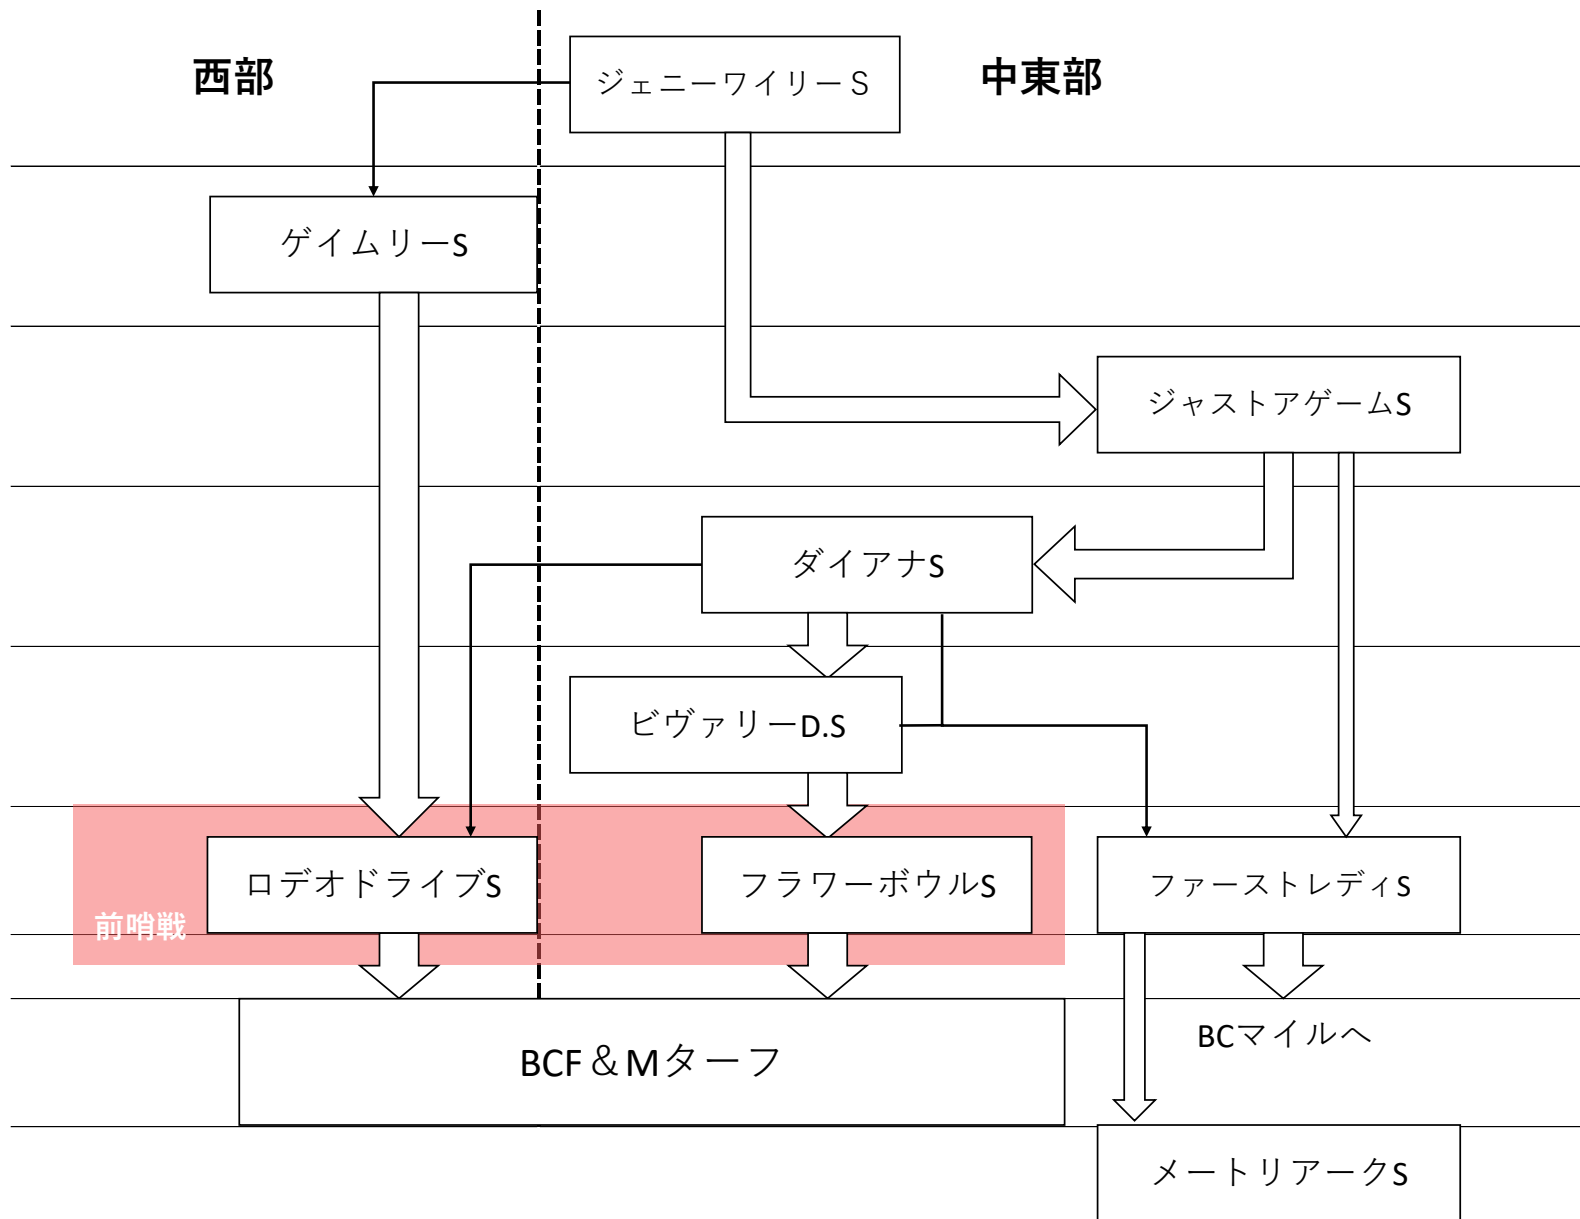 西部
ジェニーワイリーＳ
中東部
ゲイムリーS
ジャストアゲームS
ダイアナS
ビヴァリーD.S
ロデオドライブS
フラワーボウルS
ファーストレディS
前哨戦
BCマイルへ
BCF＆Mターフ
メートリアークS